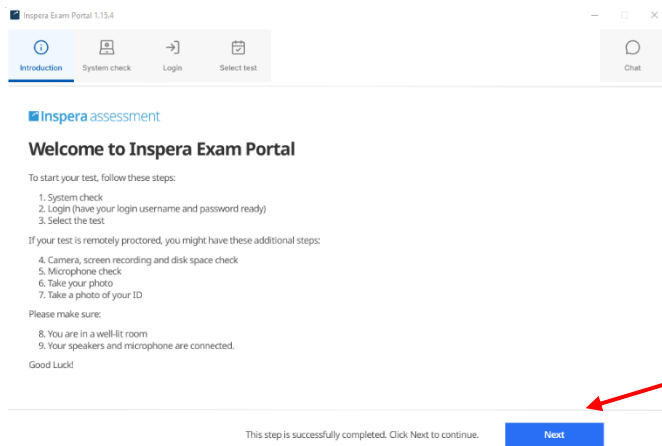 Inspera Exam Portal 1.15.4
Introduction
System check
Login
Select test
Chat
Inspera assessment
Welcome to Inspera Exam Portal
To start your test, follow these steps:
1. System check
2. Login (have your login username and password ready)
3. Select the test
If your test is remotely proctored, you might have these additional steps:
4. Camera, screen recording and disk space check
5. Microphone check
6. Take your photo
7. Take a photo of your ID
Please make sure:
8. You are in a well-lit room
9. Your speakers and microphone are connected.
Good Luck!
This step is successfully completed. Click Next to continue.
Next